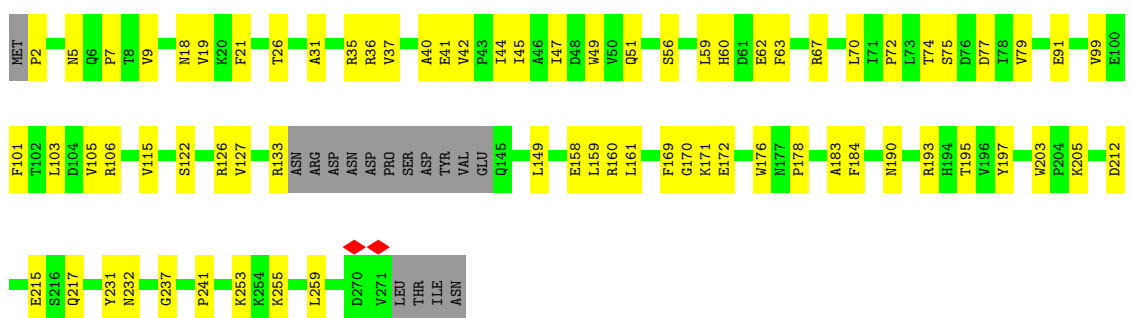 MET P2 N5 Q6 P7 T8 V9 N18 V19 K20 F21 T26 A31 R35 R36 V37 A40 E41 V42 P43 I44 I45 A46 I47 D48 W49 V50 Q51 S56 L59 H60 D61 E62 F63 R67 L70 I71 P72 L73 T74 S75 D76 D77 I78 V79 E91 V99 E100
F101 T102 L103 D104 V105 R106 V115 S122 R126 V127 R133 ASN ARG ASP ASN ASP PRO SER ASP TYR VAL GLU Q145 L149 E158 L159 R160 L161 F169 G170 K171 E172 W176 N177 P178 A183 F184 N190 R193 H194 T195 V196 Y197 W203 P204 K205 D212
E215 S216 Q217 Y231 N232 G237 P241 K253 K254 K255 L259 D270 V271 LEU THR ILE ASN